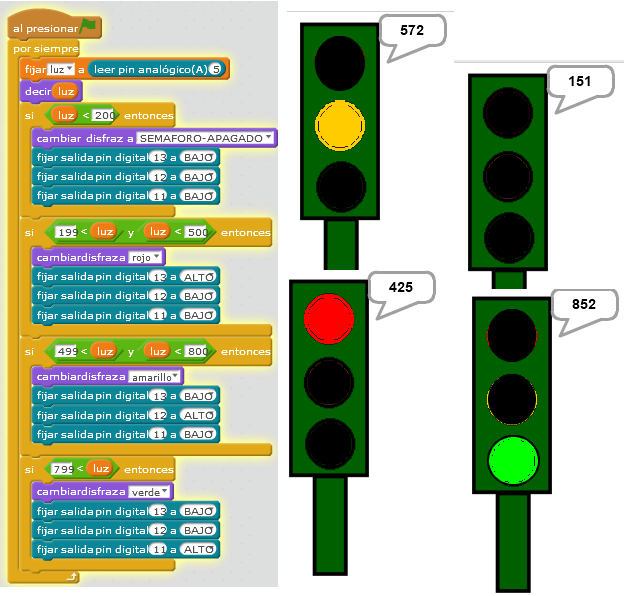 al presionar
por siempre
fijar luz a leer pin analógico(A) 5
decir luz
si luz < 200 entonces
cambiar disfraz a SEMAFORO-APAGADO
fijar salida pin digital 13 a BAJO
fijar salida pin digital 12 a BAJO
fijar salida pin digital 11 a BAJO
si 199 < luz y luz < 500 entonces
cambiar disfraz a rojo
fijar salida pin digital 13 a ALTO
fijar salida pin digital 12 a BAJO
fijar salida pin digital 11 a BAJO
si 499 < luz y luz < 800 entonces
cambiar disfraz a amarillo
fijar salida pin digital 13 a BAJO
fijar salida pin digital 12 a ALTO
fijar salida pin digital 11 a BAJO
si 799 < luz entonces
cambiar disfraz a verde
fijar salida pin digital 13 a BAJO
fijar salida pin digital 12 a BAJO
fijar salida pin digital 11 a ALTO
572
151
425
852